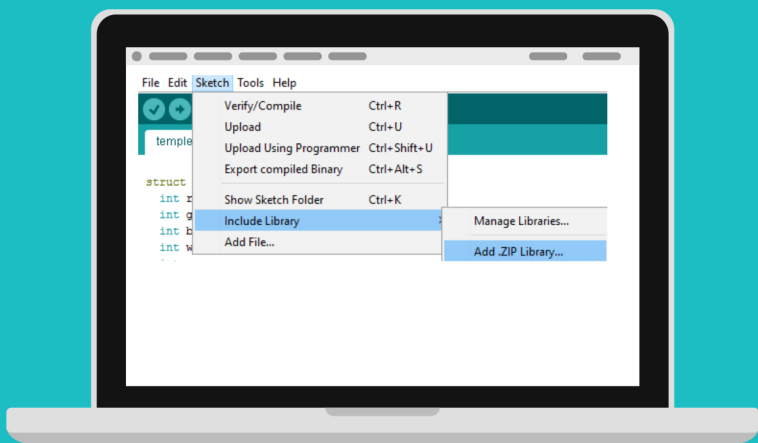 File Edit Sketch Tools Help
Verify/Compile Ctrl+R
Upload Ctrl+U
temple
Upload Using Programmer Ctrl+Shift+U
Export compiled Binary Ctrl+Alt+S
struct
int r
Show Sketch Folder Ctrl+K
int g
Include Library
Manage Libraries...
int b
Add File...
int w
Add .ZIP Library...